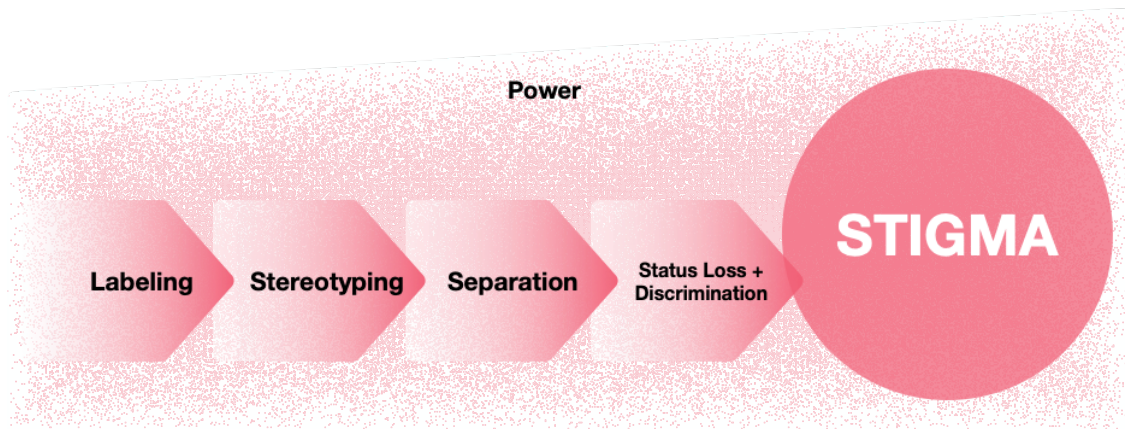 Power
Labeling
Stereotyping
Separation
Status Loss +
Discrimination
STIGMA